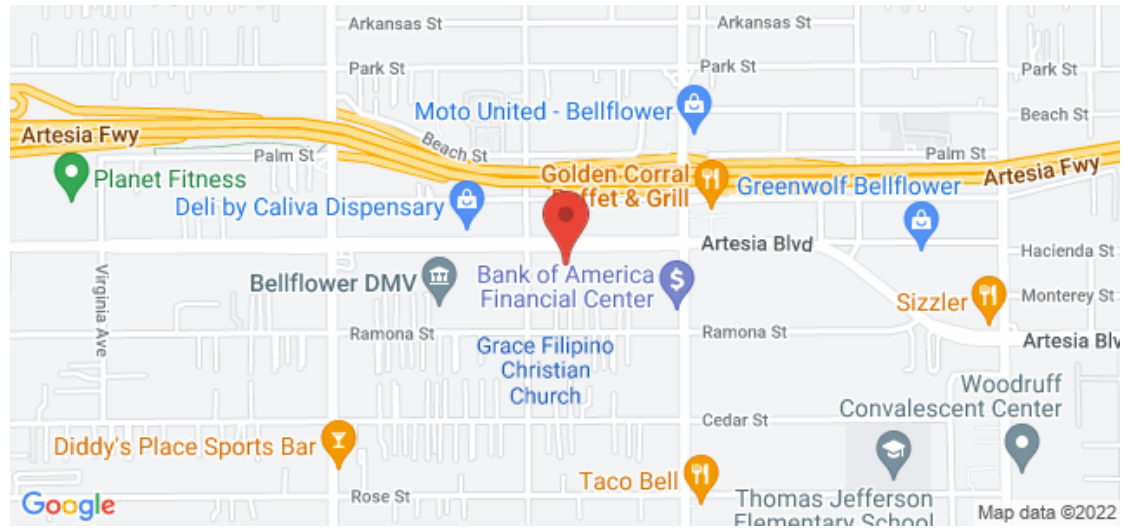 Arkansas St
Arkansas St
Park St
Park St
Park St
Moto United - Bellflower
Beach St
Artesia Fwy
Beach St
Palm St
Palm St
Artesia Fwy
Planet Fitness
Golden Corral
Buffet & Grill
Greenwolf Bellflower
Deli by Caliva Dispensary
Artesia Blvd
Hacienda St
Virginia Ave
Bellflower DMV
Bank of America
Financial Center
$
Sizzler
Monterey St
Ramona St
Ramona St
Artesia Blv
Grace Filipino
Christian
Church
Woodruff
Convalescent Center
Cedar St
Diddy's Place Sports Bar
Taco Bell
Rose St
Thomas Jefferson
Elementary School
Google
Map data ©2022